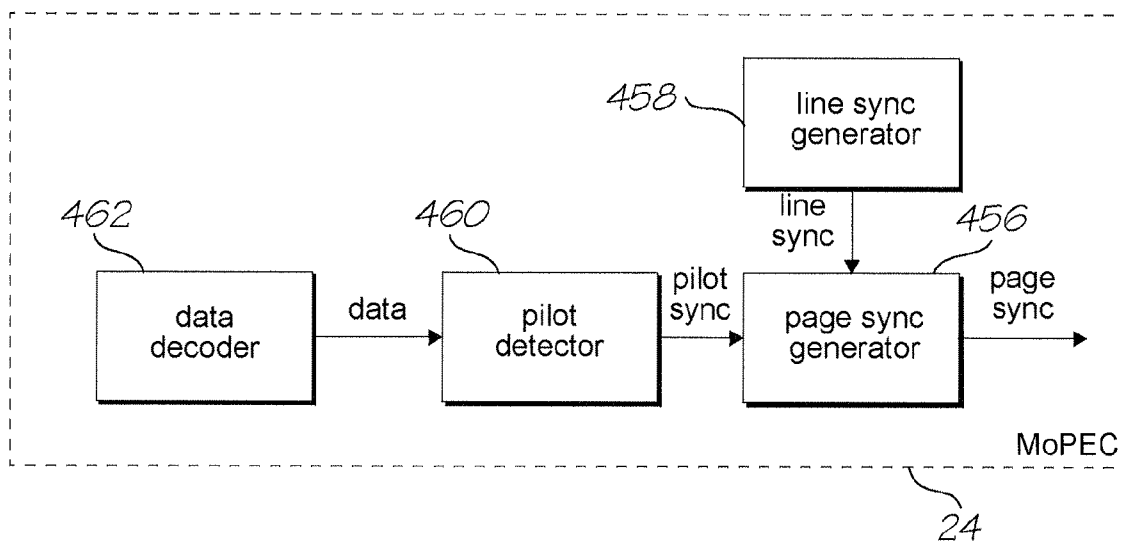 458
line sync
generator
462
460
line
sync
456
data
decoder
data
pilot
detector
pilot
sync
page sync
generator
page
sync
MoPEC
24